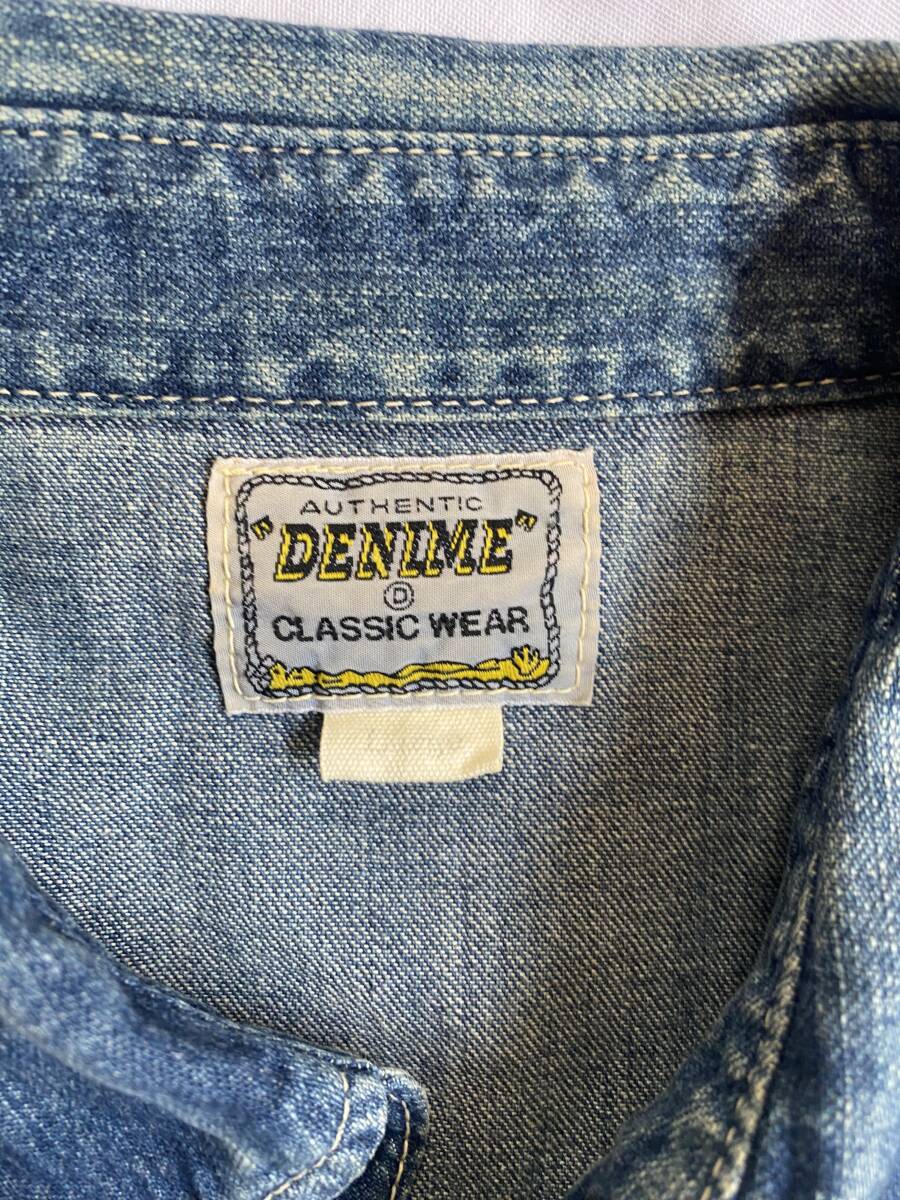 AUTHENTIC
"DENIME"
D
CLASSIC WEAR